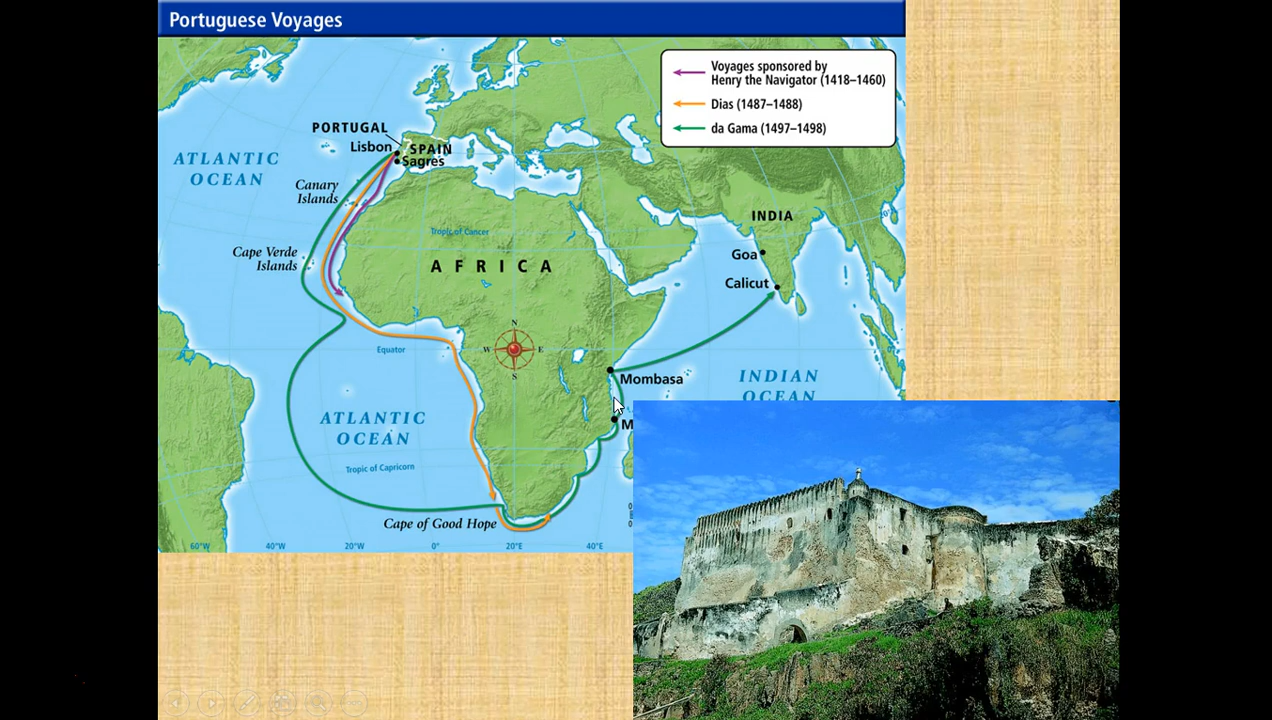 Portuguese Voyages
Voyages sponsored by
Henry the Navigator (1418–1460)
Dias (1487–1488)
da Gama (1497–1498)
PORTUGAL
Lisbon
SPAIN
Sagres
ATLANTIC
OCEAN
Canary
Islands
Cape Verde
Islands
Tropic of Cancer
AFRICA
INDIA
Goa
Calicut
N
W
E
S
Equator
Mombasa
INDIAN
OCEAN
ATLANTIC
OCEAN
M
Tropic of Capricorn
Cape of Good Hope
60°W
40°W
20°W
0°
20°E
40°E